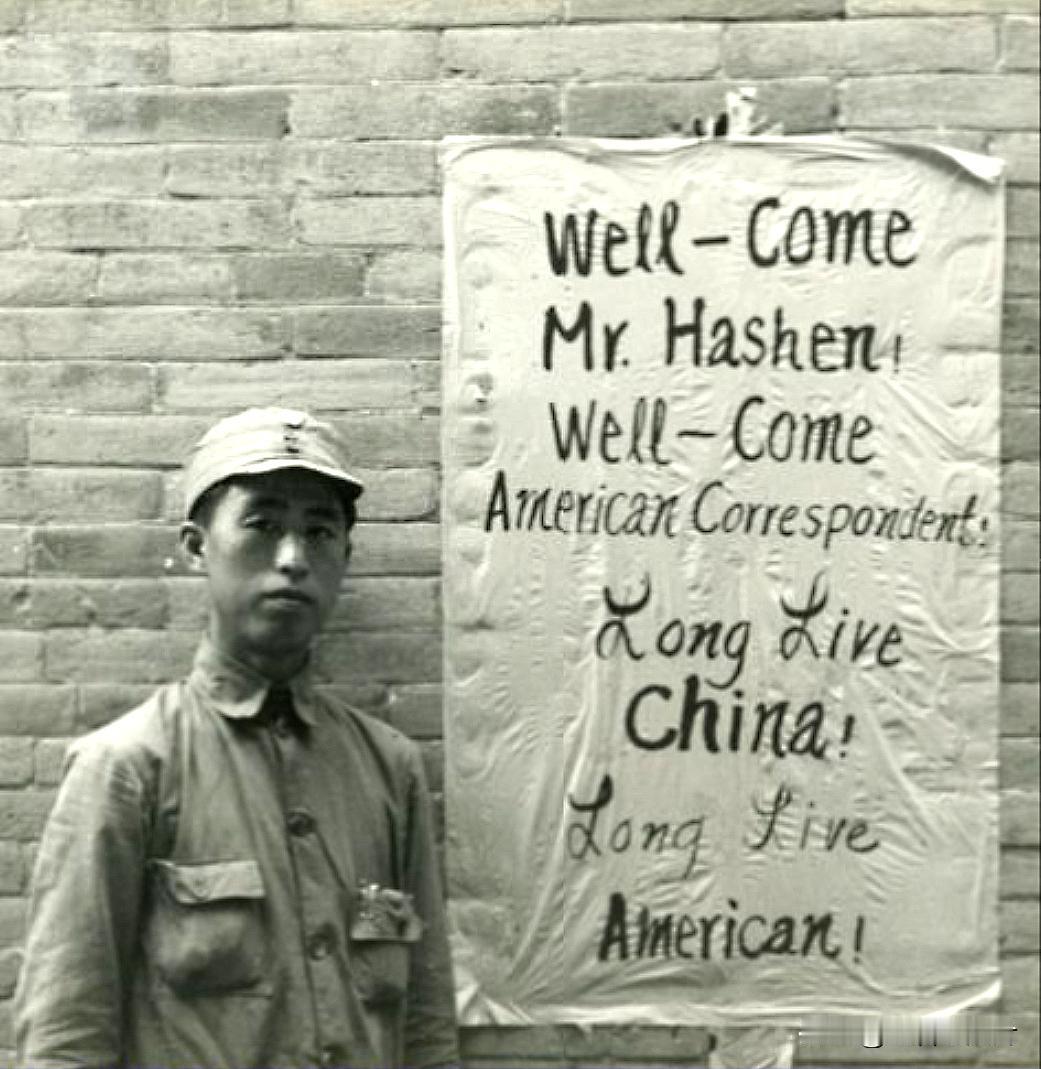 Well-Come
Mr. Hashen!
Well-Come
American Correspondent:
Long Live
China!
Long Live
American!